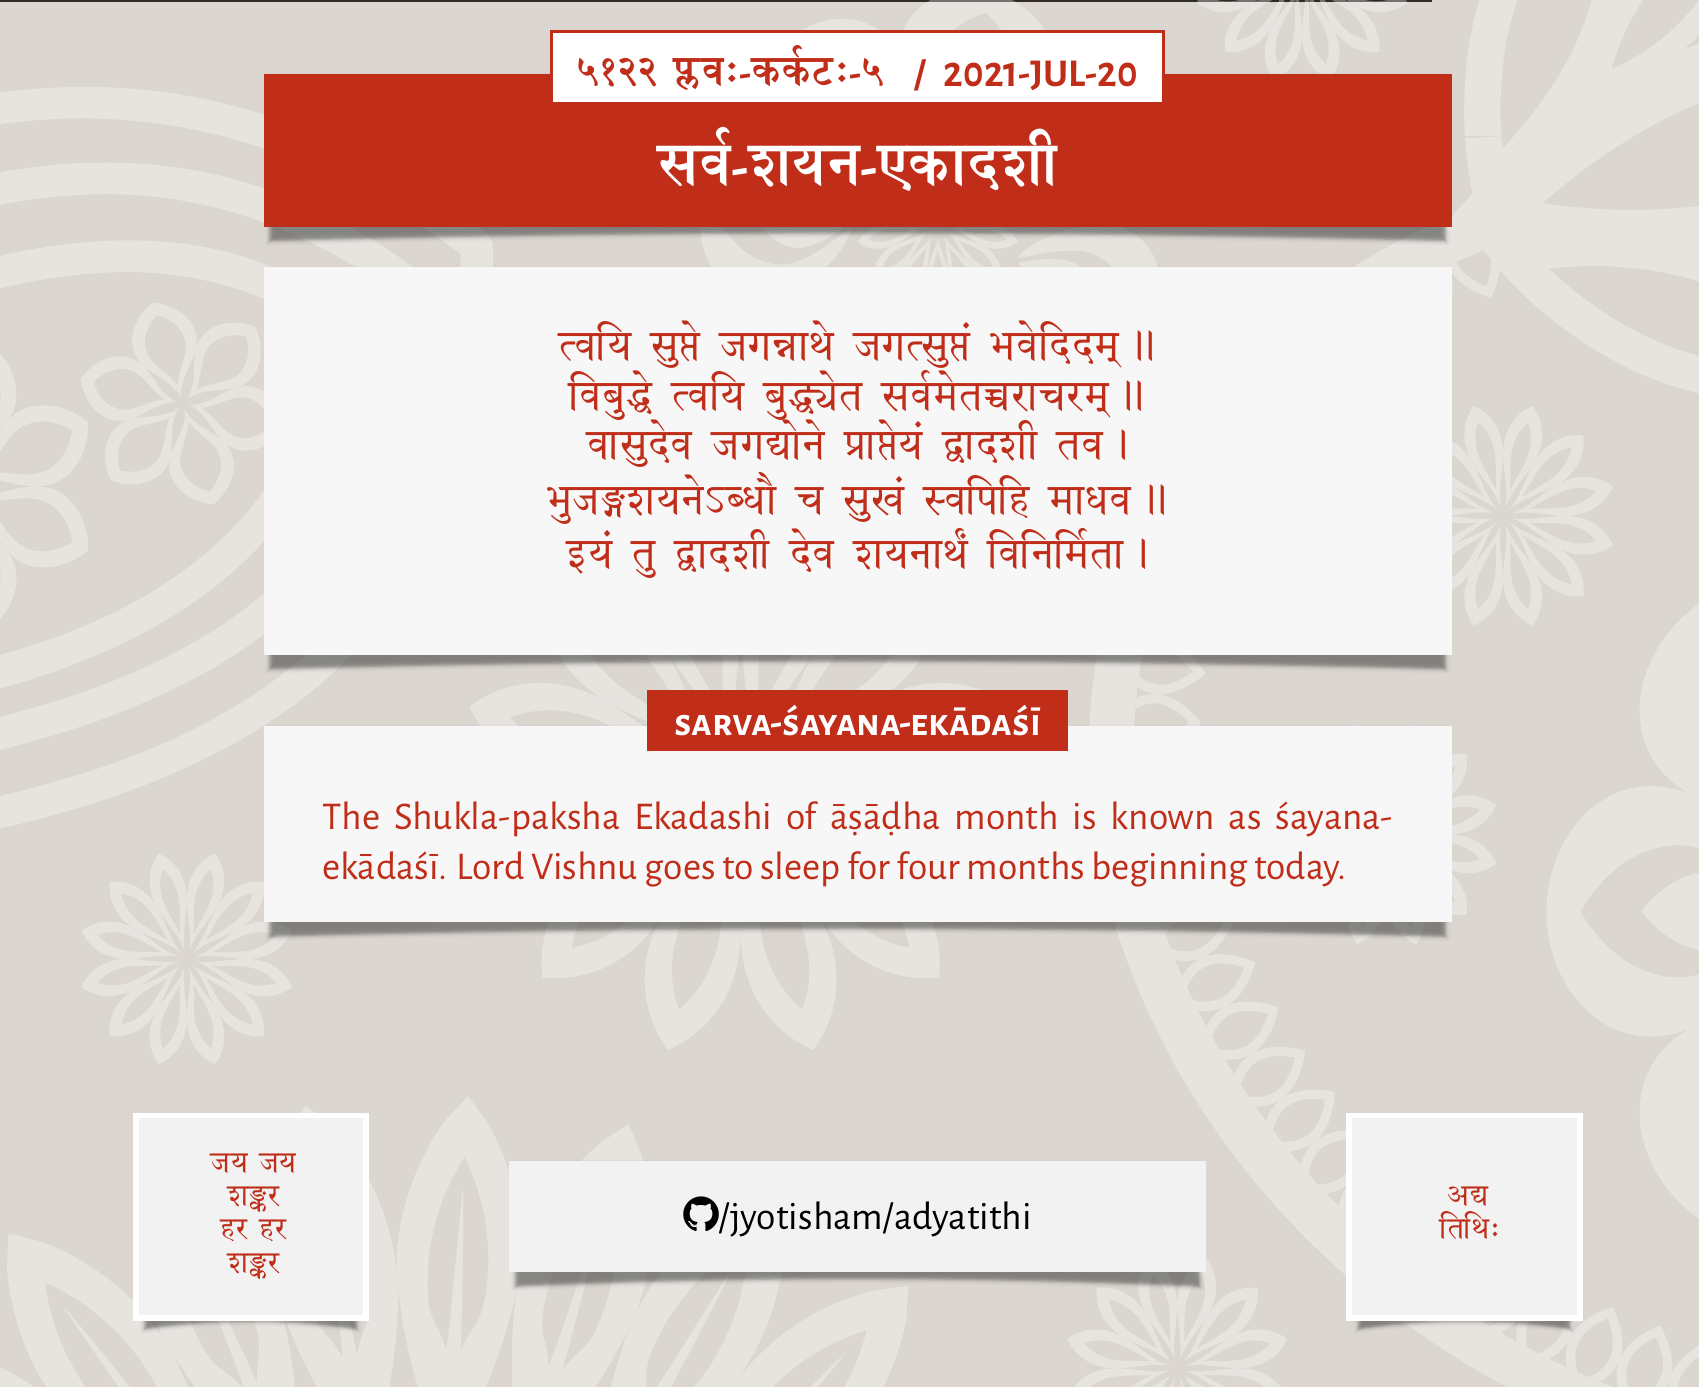 ५१२२ प्लवः-कर्कटः-५ / 2021-JUL-20
सर्व-शयन-एकादशी
त्वयि सुप्ते जगन्नाथे जगत्सुप्तं भवेदिदम् ॥
विबुद्धे त्वयि बुद्ध्येत सर्वमेतच्चराचरम् ॥
वासुदेव जगद्योने प्राप्तेयं द्वादशी तव ।
भुजङ्गशयनेऽब्धौ च सुखं स्वपिहि माधव ॥
इयं तु द्वादशी देव शयनार्थं विनिर्मिता ।
SARVA-ŚAYANA-EKĀDAŚĪ
The Shukla-paksha Ekadashi of āṣāḍha month is known as śayana-
ekādaśī. Lord Vishnu goes to sleep for four months beginning today.
जय जय
शङ्कर
हर हर
शङ्कर
/jyotisham/adyatithi
अद्य
तिथिः